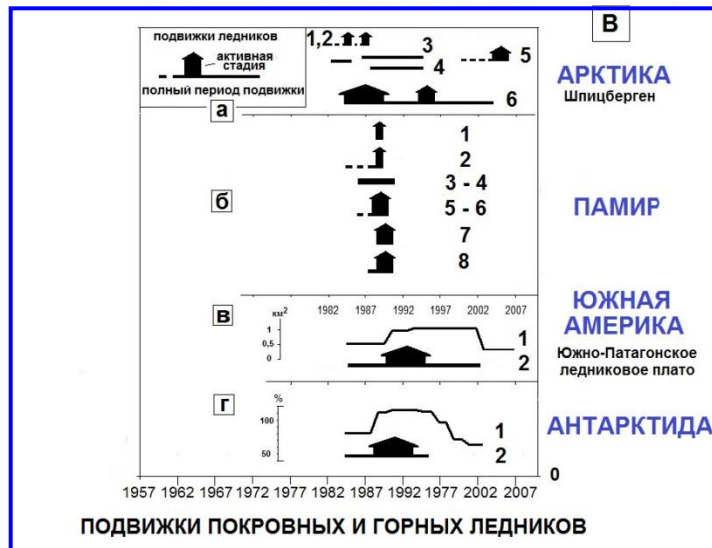 подвижки ледников
активная
стадия
полный период подвижки
а
1,2
3
4
5
6
В
АРКТИКА
Шпицберген
б
1
2
3 - 4
5 - 6
7
8
ПАМИР
1982 1987 1992 1997 2002 2007
в
км²
1
0,5
0
1
2
ЮЖНАЯ
АМЕРИКА
Южно-Патагонское
ледниковое плато
г
%
100
50
1
2
АНТАРКТИДА
0
1957 1962 1967 1972 1977 1982 1987 1992 1977 2002 2007
ПОДВИЖКИ ПОКРОВНЫХ И ГОРНЫХ ЛЕДНИКОВ